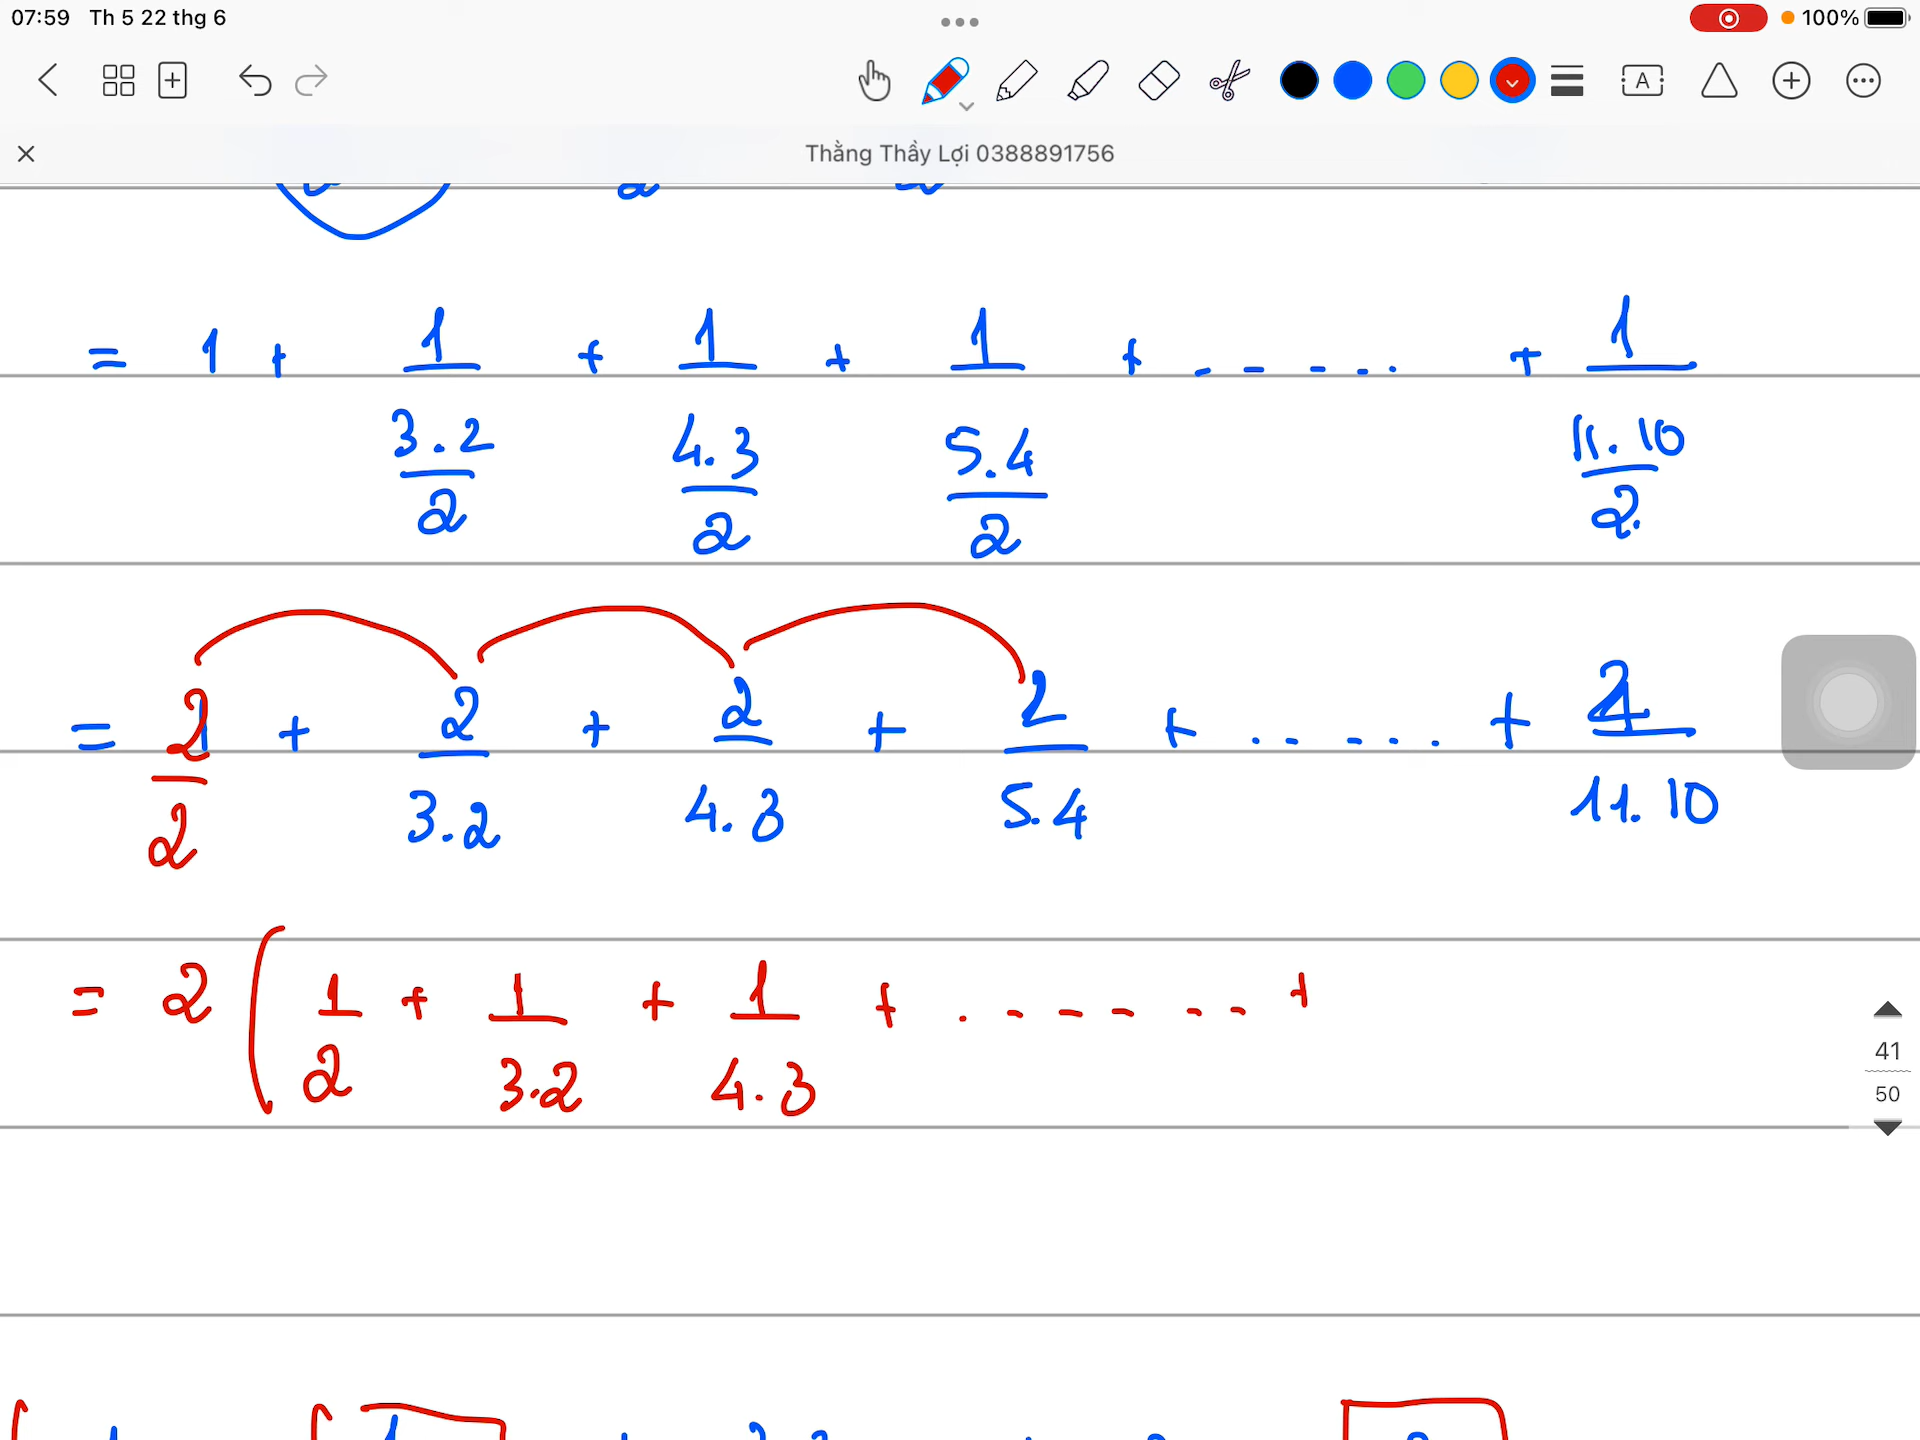 07:59 Th 5 22 thg 6 100%
A
Thằng Thầy Lợi 0388891756
= 1 + 1/(3.2/2) + 1/(4.3/2) + 1/(5.4/2) + ..... + 1/(11.10/2)
= 2/2 + 2/3.2 + 2/4.3 + 2/5.4 + ..... + 2/11.10
= 2 ( 1/2 + 1/3.2 + 1/4.3 + ....... +
41
50